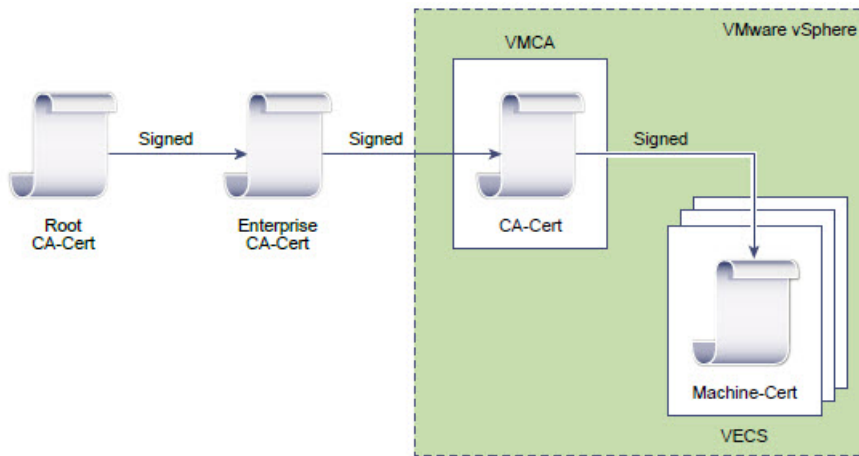 VMware vSphere
VMCA
Signed
Signed
Signed
Root
CA-Cert
Enterprise
CA-Cert
CA-Cert
Machine-Cert
VECS